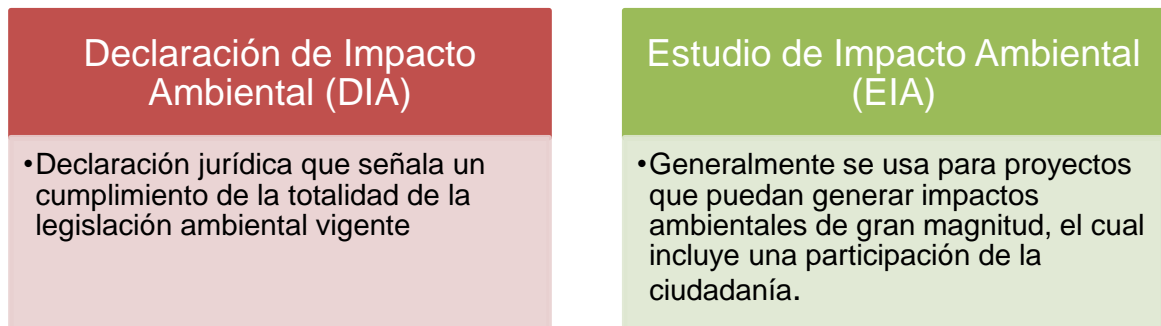 Declaración de Impacto
Ambiental (DIA)
•Declaración jurídica que señala un
cumplimiento de la totalidad de la
legislación ambiental vigente
Estudio de Impacto Ambiental
(EIA)
•Generalmente se usa para proyectos
que puedan generar impactos
ambientales de gran magnitud, el cual
incluye una participación de la
ciudadanía.